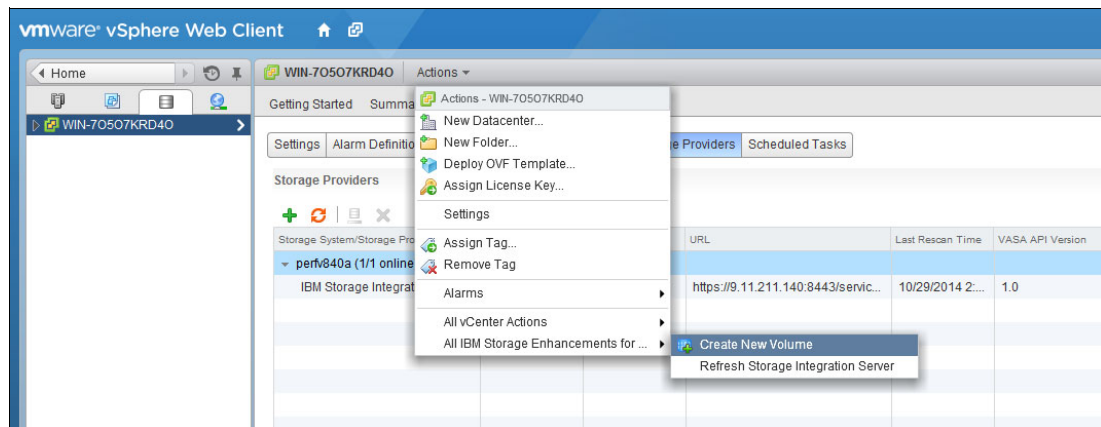 vmware® vSphere Web Client
Home
WIN-7O5O7KRD4O Actions
WIN-7O5O7KRD4O
Getting Started Summa
Actions - WIN-7O5O7KRD4O
New Datacenter...
New Folder...
Deploy OVF Template...
Assign License Key...
Settings
Assign Tag...
Remove Tag
Alarms
All vCenter Actions
All IBM Storage Enhancements for ...
Create New Volume
Refresh Storage Integration Server
Settings Alarm Definitio e Providers Scheduled Tasks
Storage Providers
Storage System/Storage Pro URL Last Rescan Time VASA API Version
perfv840a (1/1 online
IBM Storage Integrat https://9.11.211.140:8443/servic... 10/29/2014 2:... 1.0